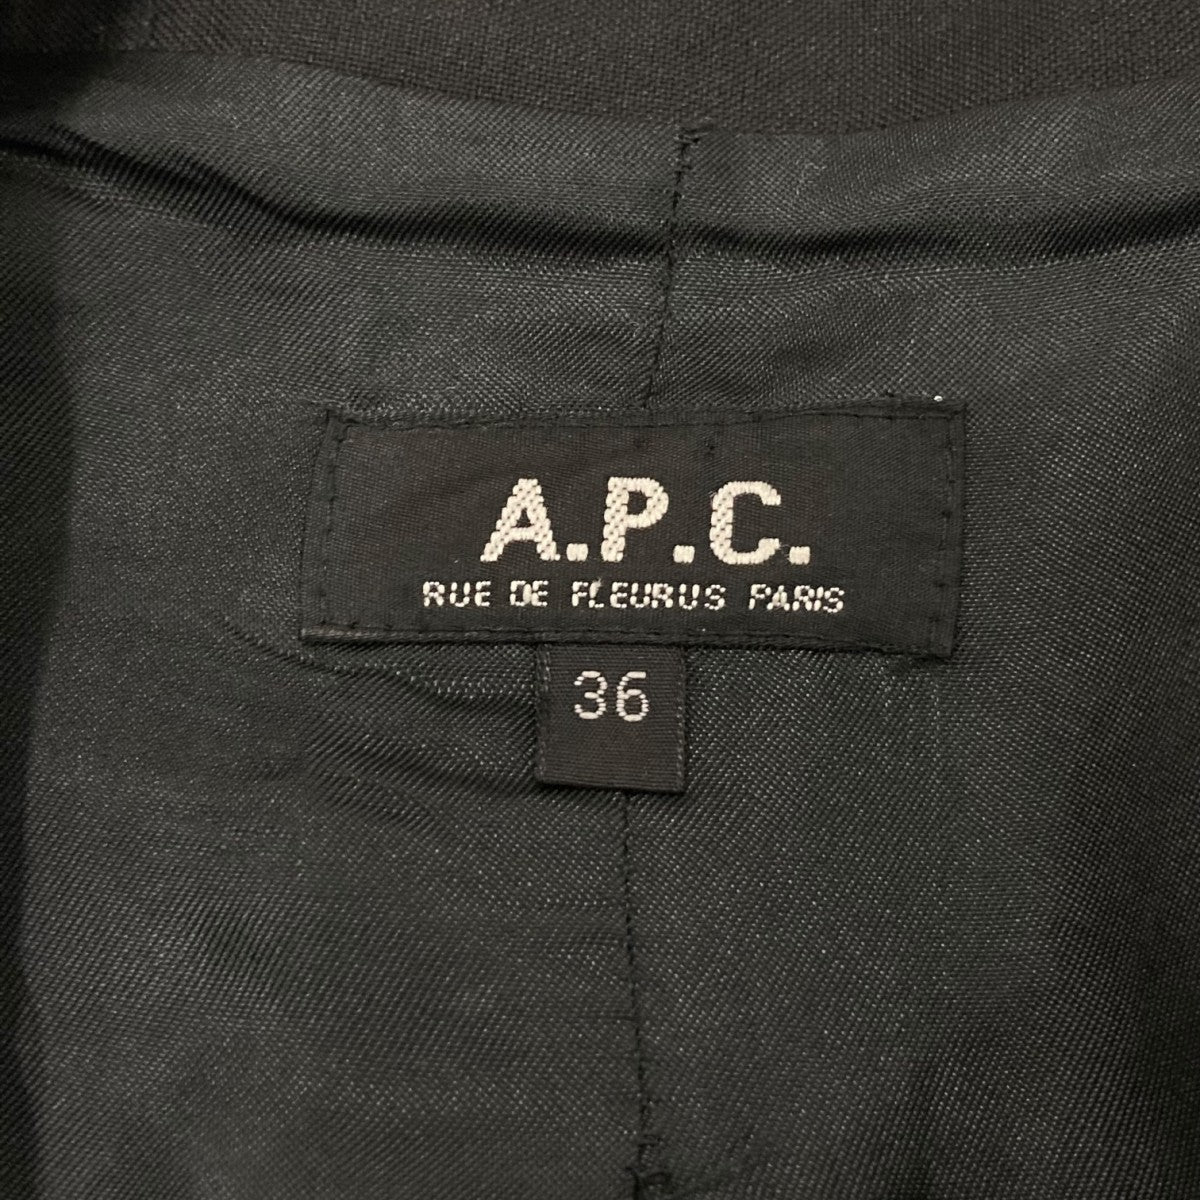 A.P.C.
RUE DE FLEURUS PARIS
36